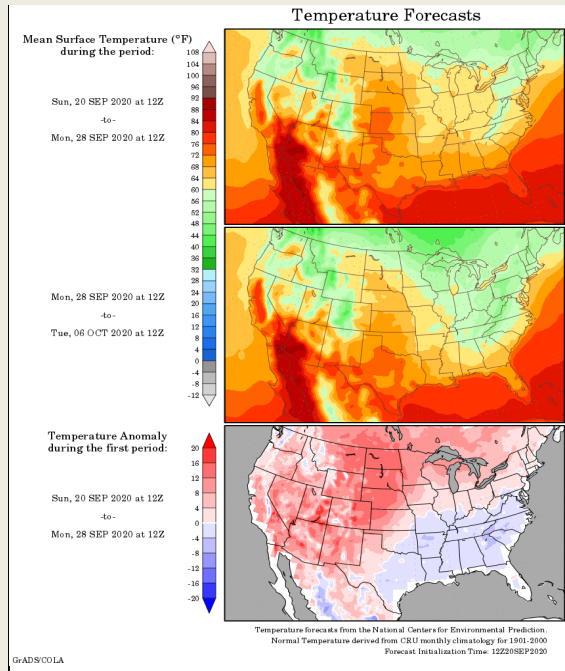 Temperature Forecasts
Mean Surface Temperature (°F)
during the period:
Sun, 20 SEP 2020 at 12Z
-to-
Mon, 28 SEP 2020 at 12Z
108
104
100
96
92
88
84
80
76
72
68
64
60
56
52
48
44
40
36
32
28
24
20
16
12
8
4
0
-4
-8
-12
Mon, 28 SEP 2020 at 12Z
-to-
Tue, 06 OCT 2020 at 12Z
Temperature Anomaly
during the first period:
Sun, 20 SEP 2020 at 12Z
-to-
Mon, 28 SEP 2020 at 12Z
20
16
12
8
4
0
-4
-8
-12
-16
-20
Temperature forecasts from the National Centers for Environmental Prediction.
Normal Temperature derived from CRU monthly climatology for 1901-2000
Forecast Initialization Time: 12Z20SEP2020
GrADS/COLA